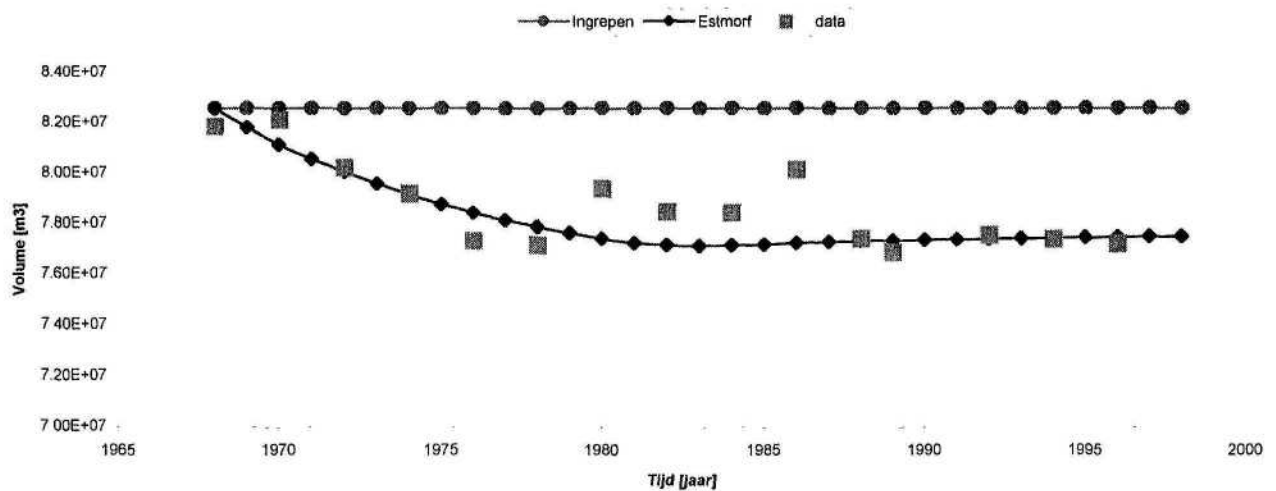 Ingrepen Estmorf data
8.40E+07
8.20E+07
8.00E+07
7.80E+07
7.60E+07
7 40E+07
7.20E+07
7 00E+07
Volume [m3]
1965 1970 1975 1980 1985 1990 1995 2000
Tijd [jaar]